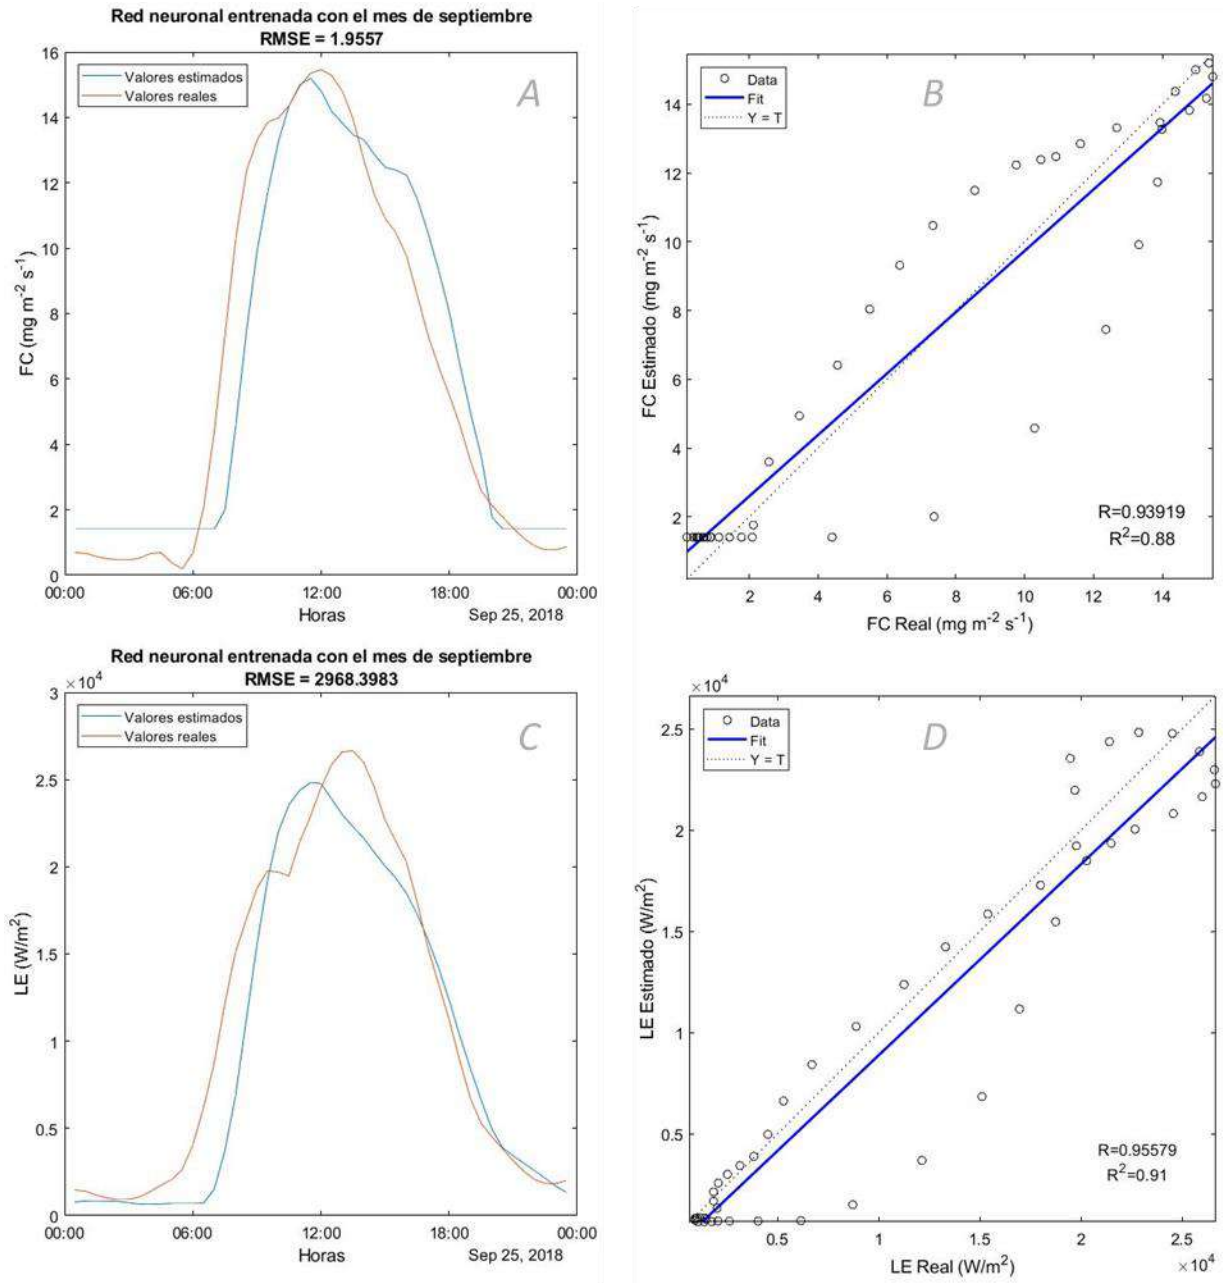 Red neuronal entrenada con el mes de septiembre
RMSE = 1.9557
Valores estimados
Valores reales
A
16
14
12
10
8
6
4
2
0
FC (mg m⁻² s⁻¹)
00:00 06:00 12:00 18:00 00:00
Horas
Sep 25, 2018
Data
Fit
Y = T
B
14
12
10
8
6
4
2
FC Estimado (mg m⁻² s⁻¹)
R=0.93919
R²=0.88
2 4 6 8 10 12 14
FC Real (mg m⁻² s⁻¹)
Red neuronal entrenada con el mes de septiembre
RMSE = 2968.3983
×10⁴
Valores estimados
Valores reales
C
3
2.5
2
1.5
1
0.5
0
LE (W/m²)
00:00 06:00 12:00 18:00 00:00
Horas
Sep 25, 2018
×10⁴
Data
Fit
Y = T
D
2.5
2
1.5
1
0.5
LE Estimado (W/m²)
R=0.95579
R²=0.91
0.5 1 1.5 2 2.5
LE Real (W/m²)
×10⁴